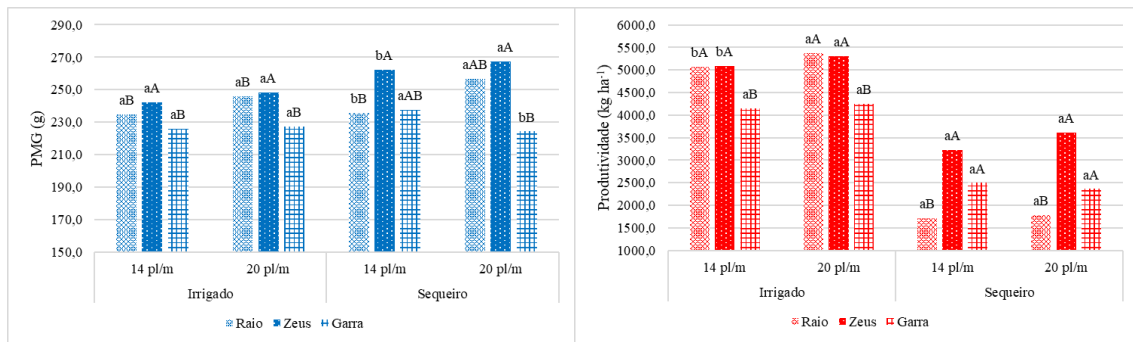 290,0
270,0
250,0
230,0
210,0
190,0
170,0
150,0
PMG (g)
aB aA aB aB aA aB bB bA aAB aAB aA bB
14 pl/m 20 pl/m 14 pl/m 20 pl/m
Irrigado Sequeiro
Raio Zeus Garra
6000,0
5500,0
5000,0
4500,0
4000,0
3500,0
3000,0
2500,0
2000,0
1500,0
1000,0
Produtividade (kg ha⁻¹)
bA bA aB aA aA aB aB aA aA aB aA aA
14 pl/m 20 pl/m 14 pl/m 20 pl/m
Irrigado Sequeiro
Raio Zeus Garra